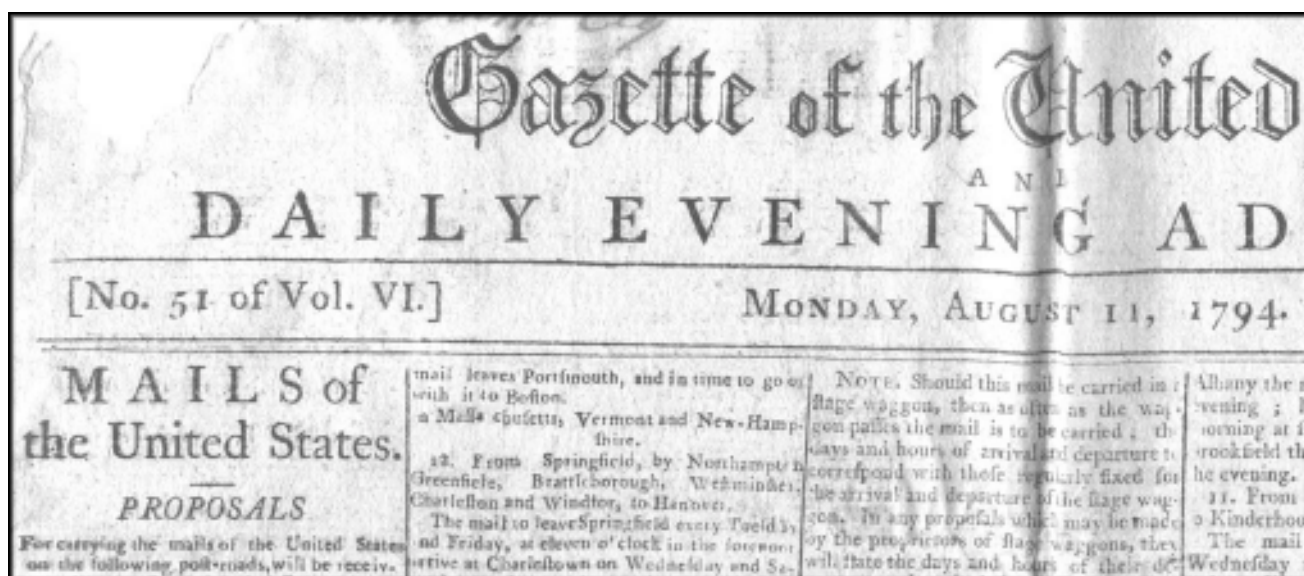 Gazette of the United
AN
DAILY EVENING AD
[No. 51 of Vol. VI.]
MONDAY, AUGUST 11, 1794.
MAILS of
the United States.
PROPOSALS
For carrying the mails of the United States
on the following post-roads, will be receiv-
mail leaves Portſmouth, and in time to go on
with it to Boſton.
Maſſachuſetts, Vermont and New-Hamp-
ſhire.
12. From Springfield, by Northampton
Greenfield, Brattleborough, Weſtminſter,
Charleſton and Windſor, to Hanover.
The mail to leave Springfield every Tueſday
nd Friday, at eleven o'clock in the forenoon
arrive at Charleſtown on Wedneſday and Sa-
NOTE. Should this mail be carried in a
ſtage waggon, then as often as the wag-
gon paſſes the mail is to be carried; the
days and hours of arrival and departure to
correſpond with thoſe regularly fixed for
the arrival and departure of the ſtage wag-
gon. In any propoſals which may be made
by the proprietors of ſtage waggons, they
will ſtate the days and hours of their de-
Albany the
vening;
orning at
rookfield th
he evening.
11. From
o Kinderhoo
The mail
Wedneſday